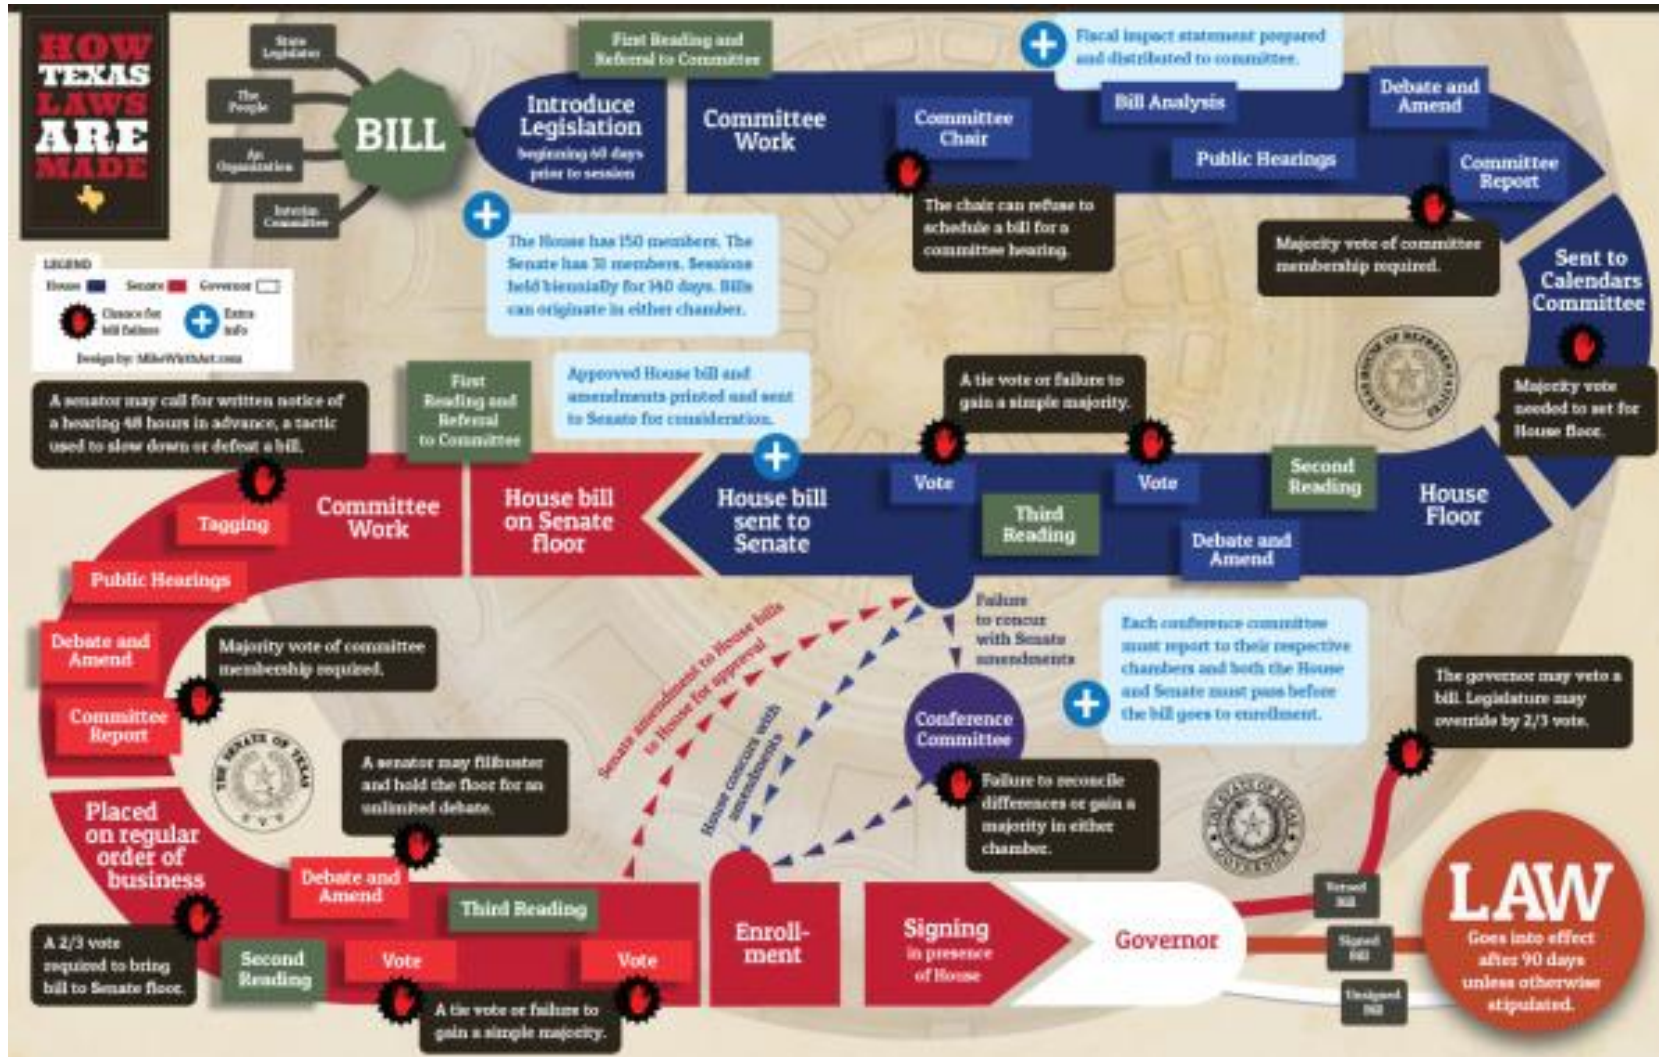 HOW
TEXAS
LAWS
ARE
MADE
State
Legislator
The
People
An
Organization
Interim
Committee
BILL
First Reading and
Referral to Committee
Introduce
Legislation
beginning 60 days
prior to session
Committee
Work
Committee
Chair
The chair can refuse to
schedule a bill for a
committee hearing.
Fiscal impact statement prepared
and distributed to committee.
Bill Analysis
Public Hearings
Debate and
Amend
Committee
Report
Majority vote of committee
membership required.
Sent to
Calendars
Committee
Majority vote
needed to set for
House floor.
The House has 150 members. The
Senate has 31 members. Sessions
held biennially for 140 days. Bills
can originate in either chamber.
LEGEND
House Senate Governor
Chance for
bill failure
Extra
Info
Design by: MikeWirthArt.com
TEXAS HOUSE OF REPRESENTATIVES
House
Floor
Second
Reading
Debate and
Amend
Vote
Third
Reading
Vote
A tie vote or failure to
gain a simple majority.
House bill
sent to
Senate
Approved House bill and
amendments printed and sent
to Senate for consideration.
House bill
on Senate
floor
First
Reading and
Referral
to Committee
Committee
Work
A senator may call for written notice of
a hearing 48 hours in advance, a tactic
used to slow down or defeat a bill.
Tagging
Public Hearings
Debate and
Amend
Committee
Report
Majority vote of committee
membership required.
THE SENATE OF TEXAS
Placed
on regular
order of
business
A 2/3 vote
required to bring
bill to Senate floor.
Second
Reading
Debate and
Amend
A senator may filibuster
and hold the floor for an
unlimited debate.
Vote
Third Reading
Vote
A tie vote or failure to
gain a simple majority.
Senate amendment to House bills
to House for approval
House concurs with
amendments
Failure
to concur
with Senate
amendments
Conference
Committee
Each conference committee
must report to their respective
chambers and both the House
and Senate must pass before
the bill goes to enrollment.
Failure to reconcile
differences or gain a
majority in either
chamber.
Enroll-
ment
Signing
in presence
of House
Governor
THE STATE OF TEXAS
GOVERNOR
The governor may veto a
bill. Legislature may
override by 2/3 vote.
Vetoed
Bill
Signed
Bill
Unsigned
Bill
LAW
Goes into effect
after 90 days
unless otherwise
stipulated.